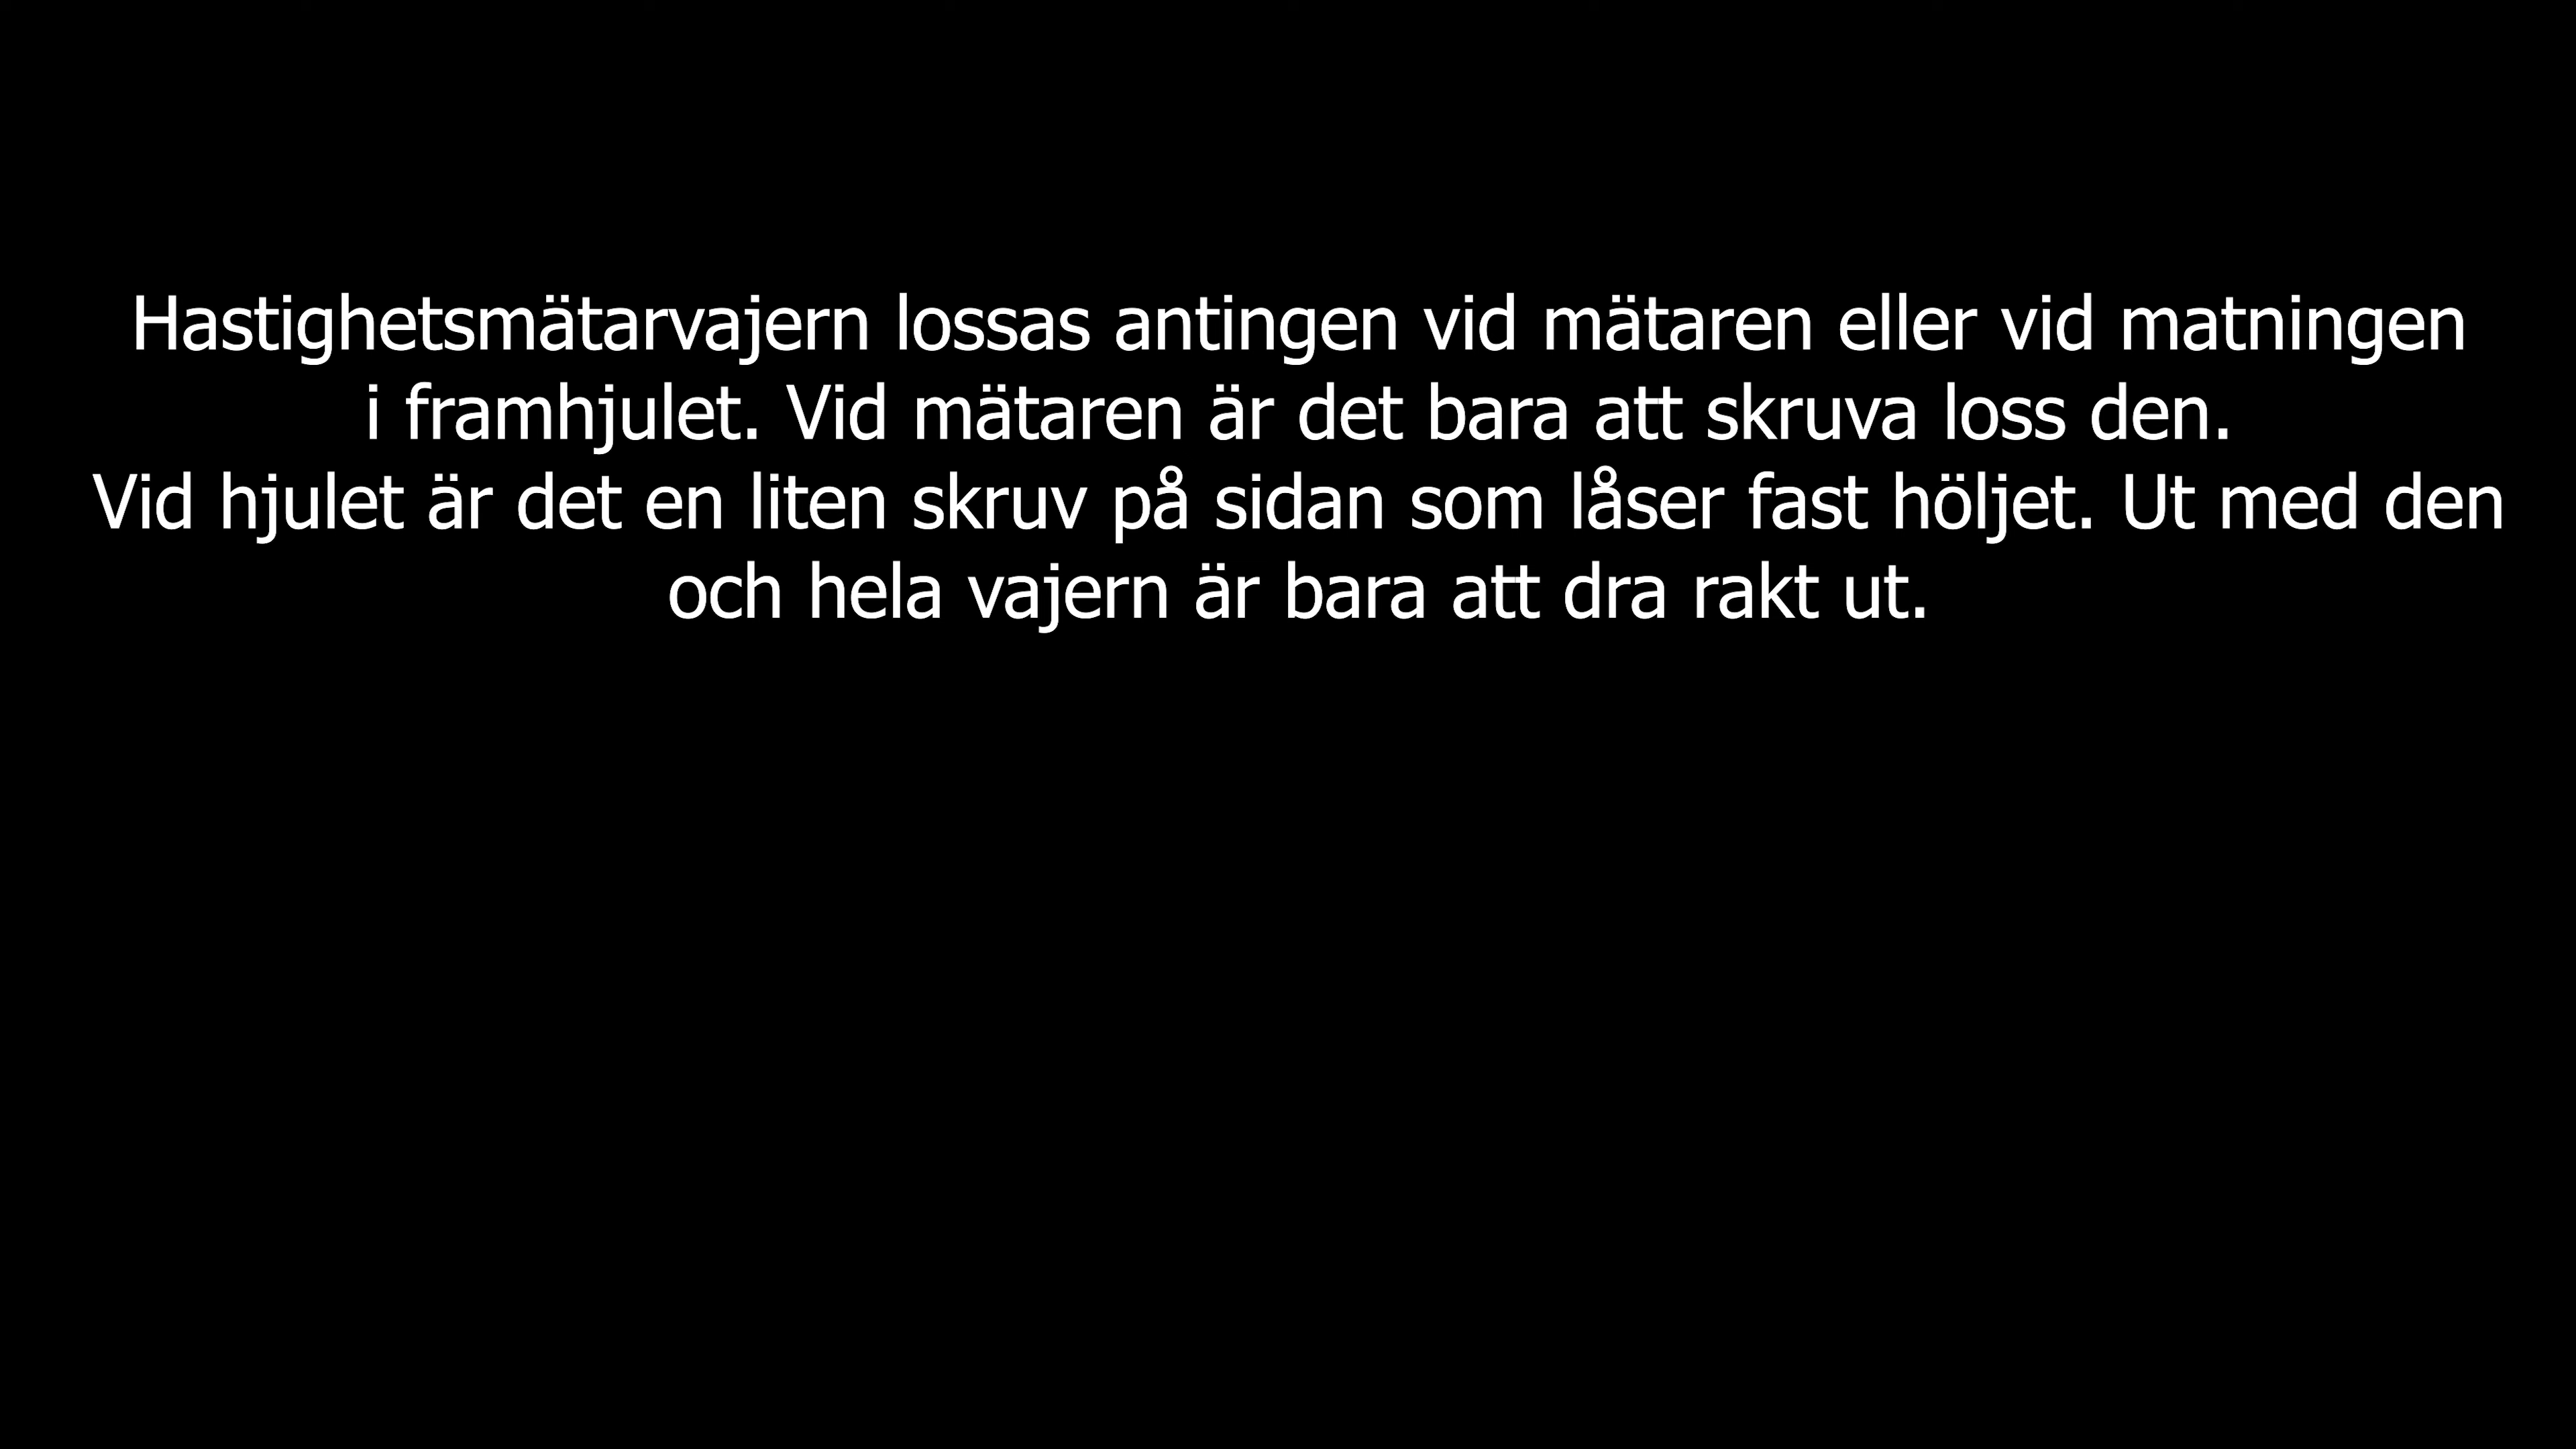 Hastighetsmätarvajern lossas antingen vid mätaren eller vid matningen
i framhjulet. Vid mätaren är det bara att skruva loss den.
Vid hjulet är det en liten skruv på sidan som låser fast höljet. Ut med den
och hela vajern är bara att dra rakt ut.